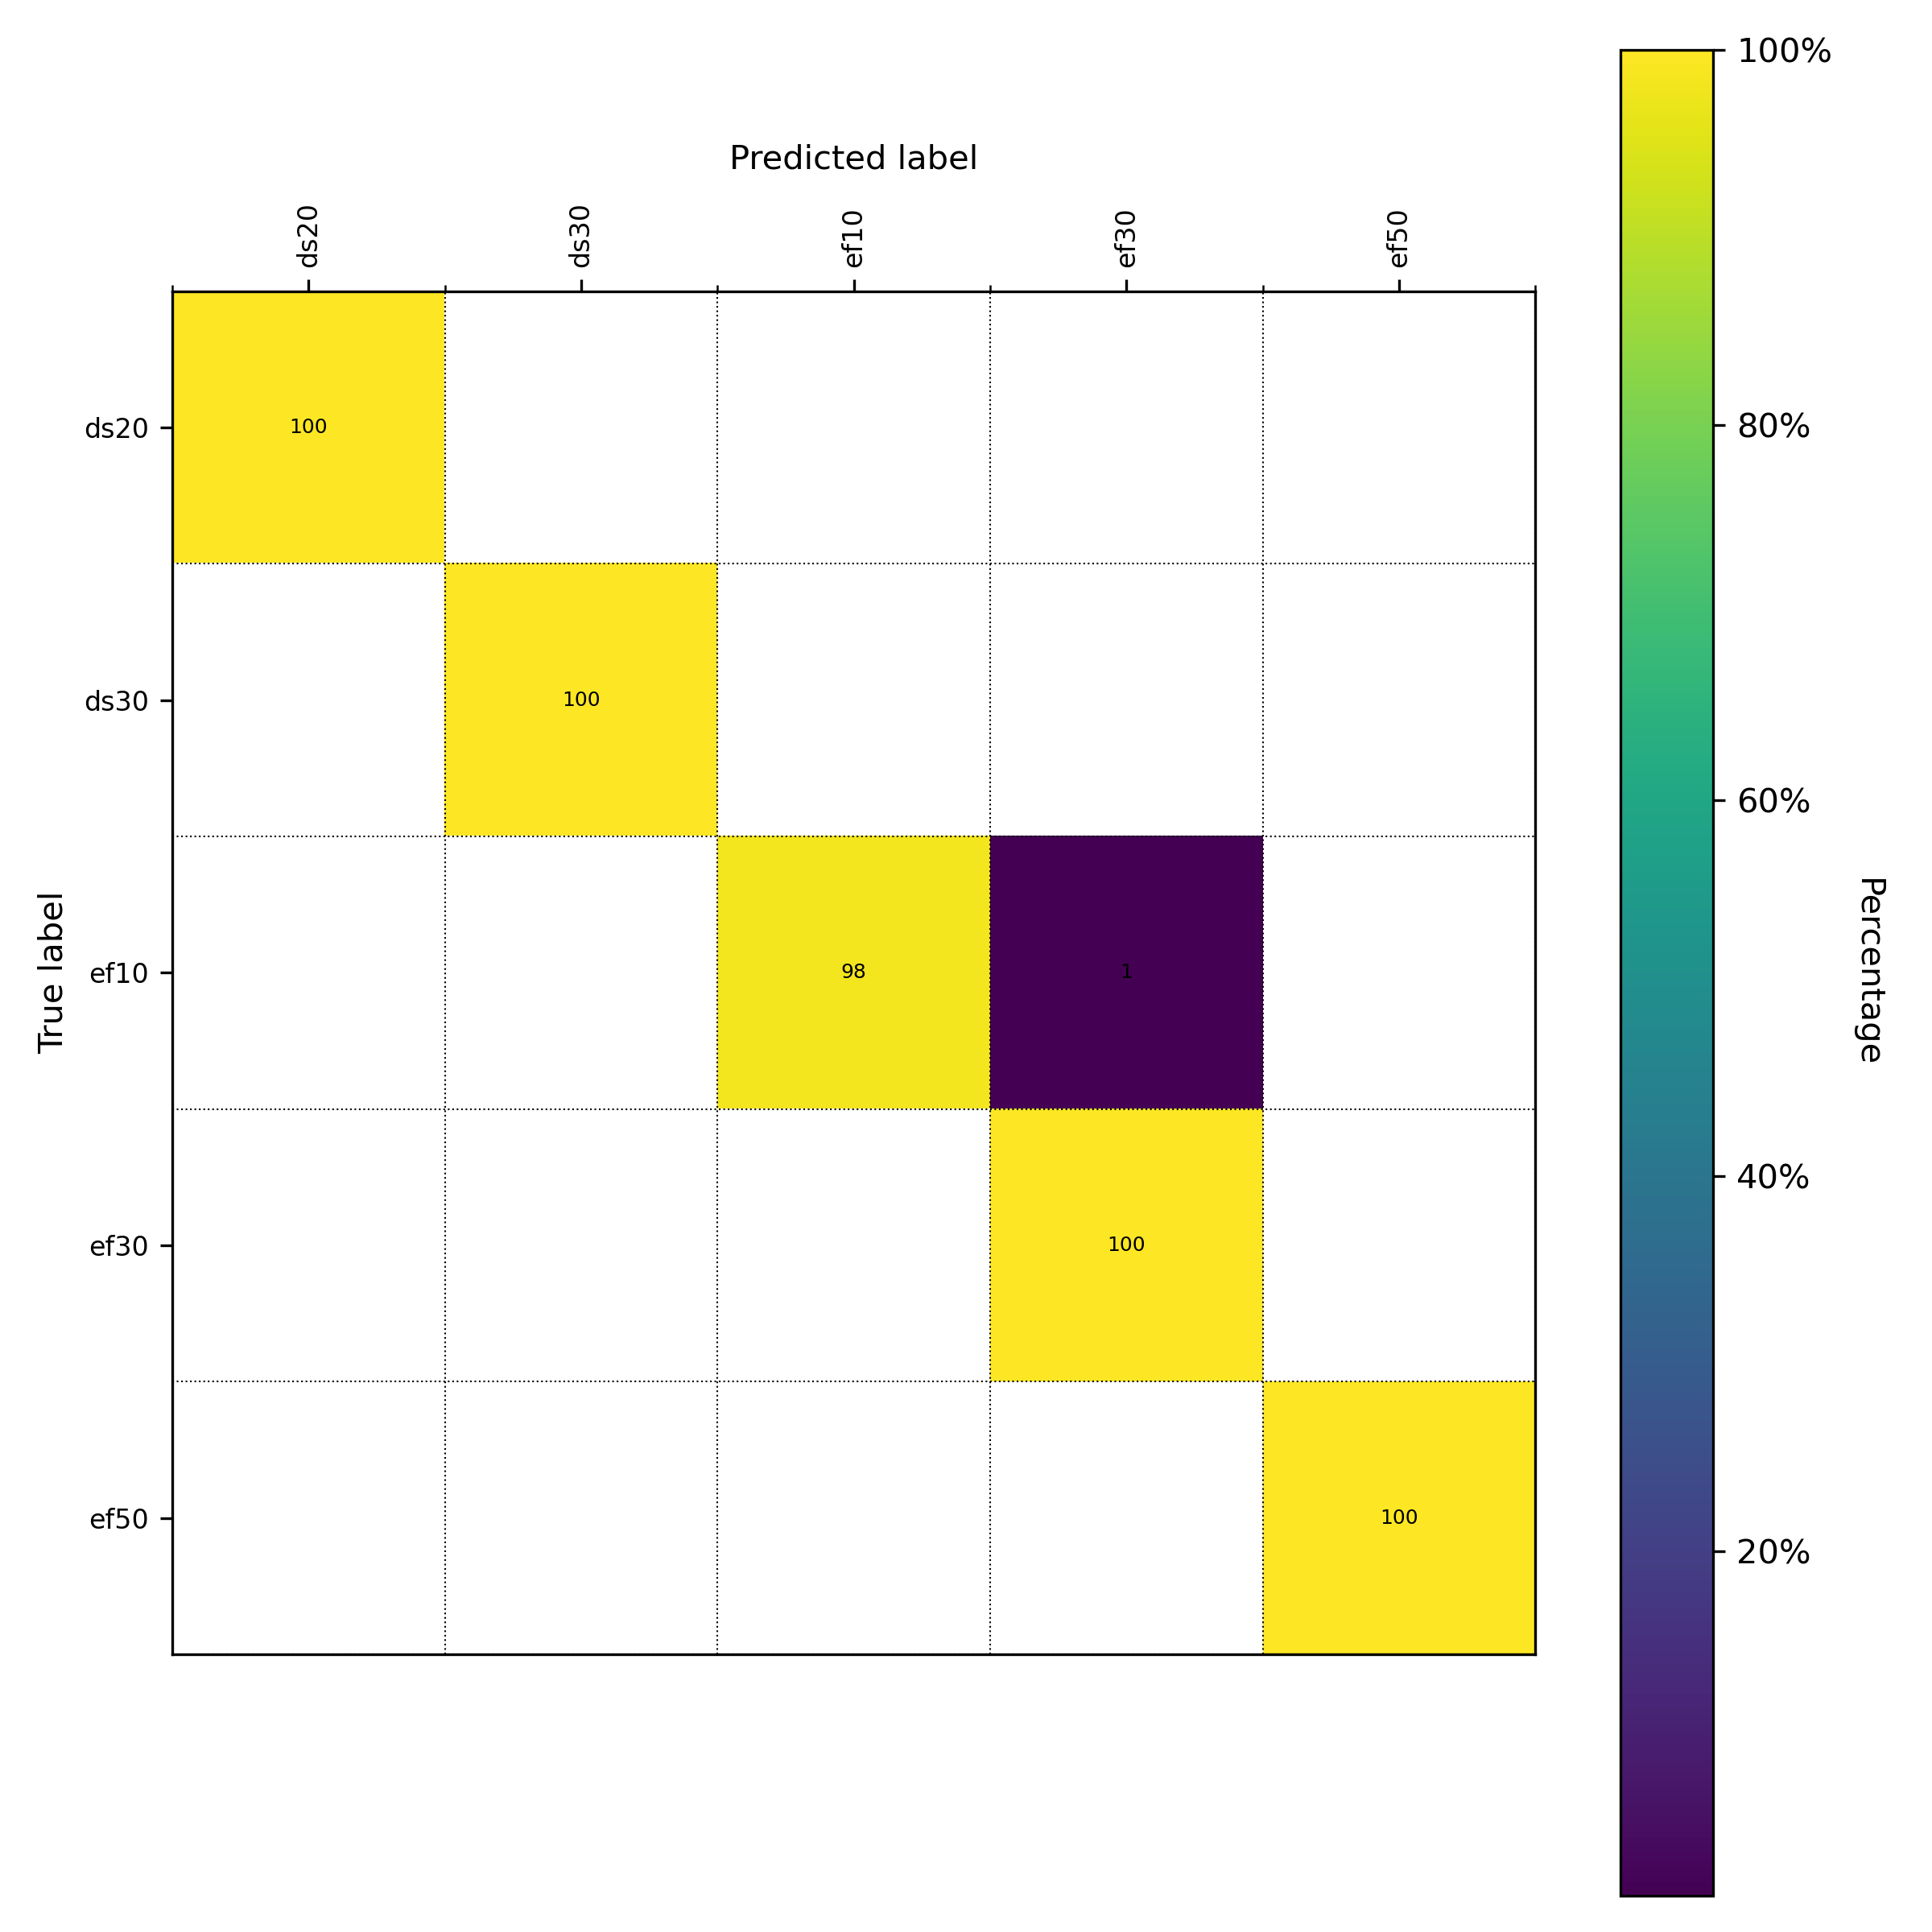 Predicted label
ds20 ds30 ef10 ef30 ef50
True label
ds20
ds30
ef10
ef30
ef50
100
100
98 1
100
100
100%
80%
60%
40%
20%
Percentage